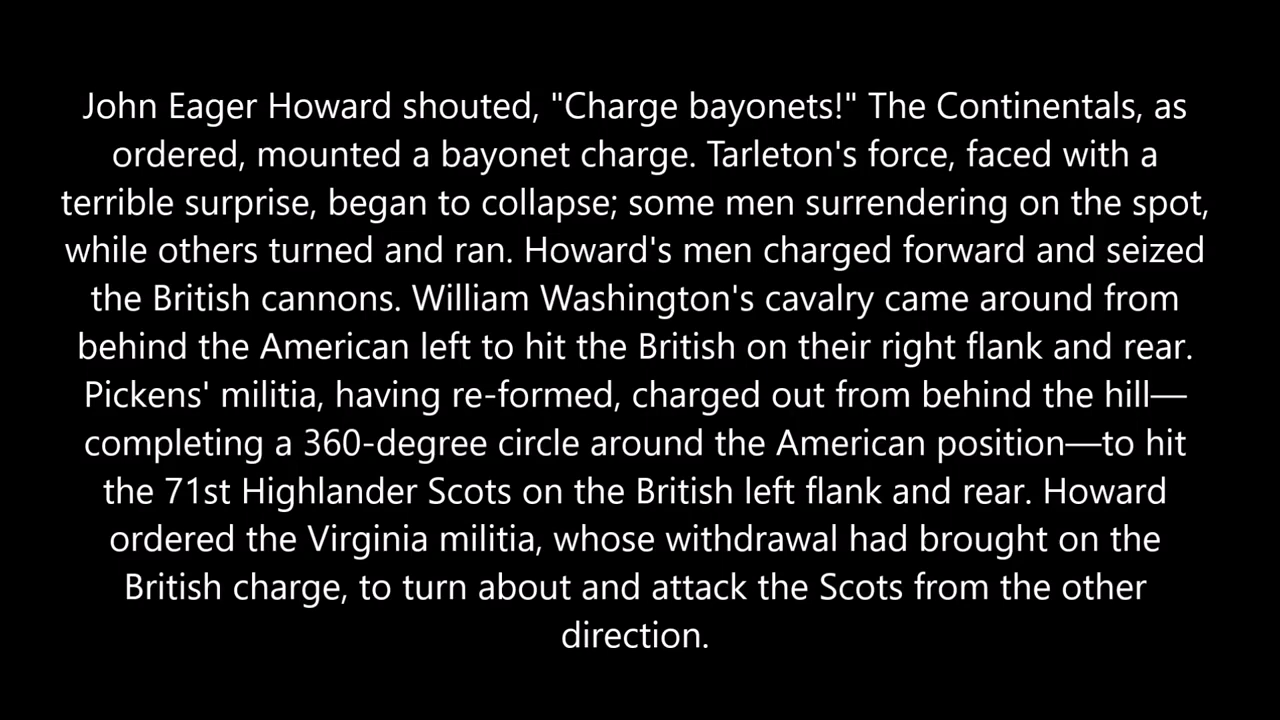 John Eager Howard shouted, "Charge bayonets!" The Continentals, as
ordered, mounted a bayonet charge. Tarleton's force, faced with a
terrible surprise, began to collapse; some men surrendering on the spot,
while others turned and ran. Howard's men charged forward and seized
the British cannons. William Washington's cavalry came around from
behind the American left to hit the British on their right flank and rear.
Pickens' militia, having re-formed, charged out from behind the hill—
completing a 360-degree circle around the American position—to hit
the 71st Highlander Scots on the British left flank and rear. Howard
ordered the Virginia militia, whose withdrawal had brought on the
British charge, to turn about and attack the Scots from the other
direction.